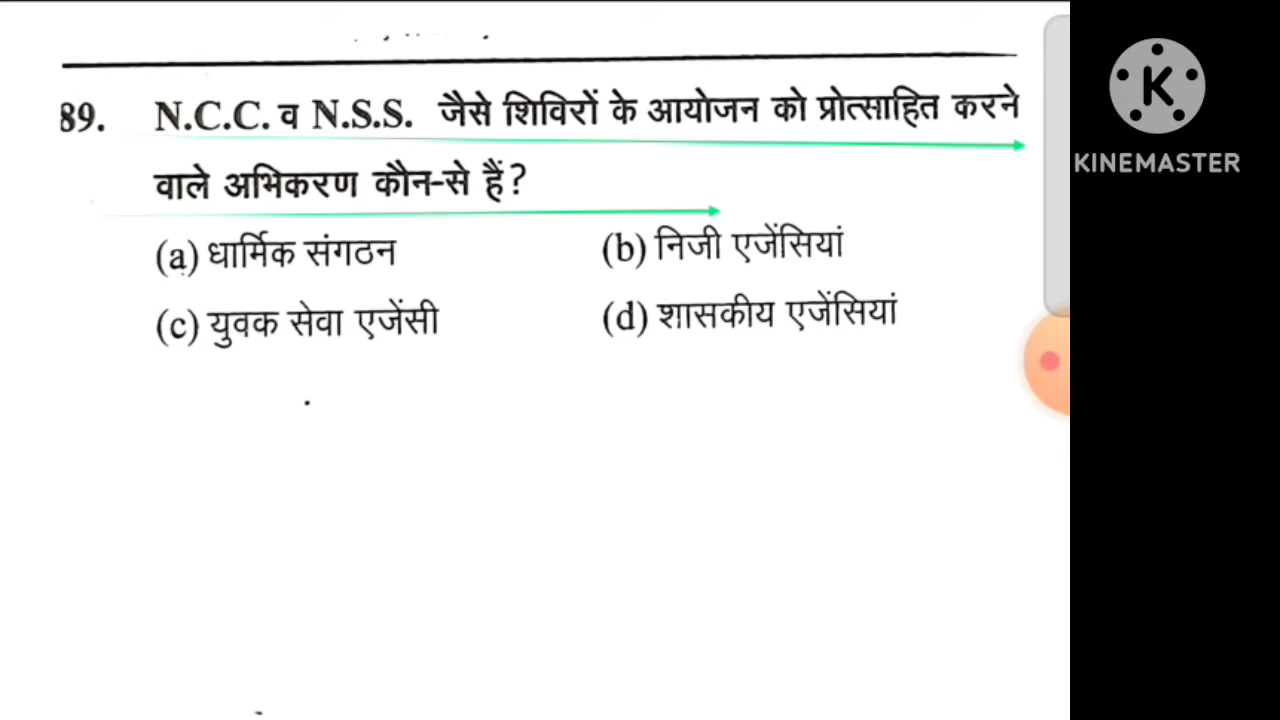 89. N.C.C. व N.S.S. जैसे शिविरों के आयोजन को प्रोत्साहित करने
वाले अभिकरण कौन-से हैं?
(a) धार्मिक संगठन (b) निजी एजेंसियां
(c) युवक सेवा एजेंसी (d) शासकीय एजेंसियां
K
KINEMASTER